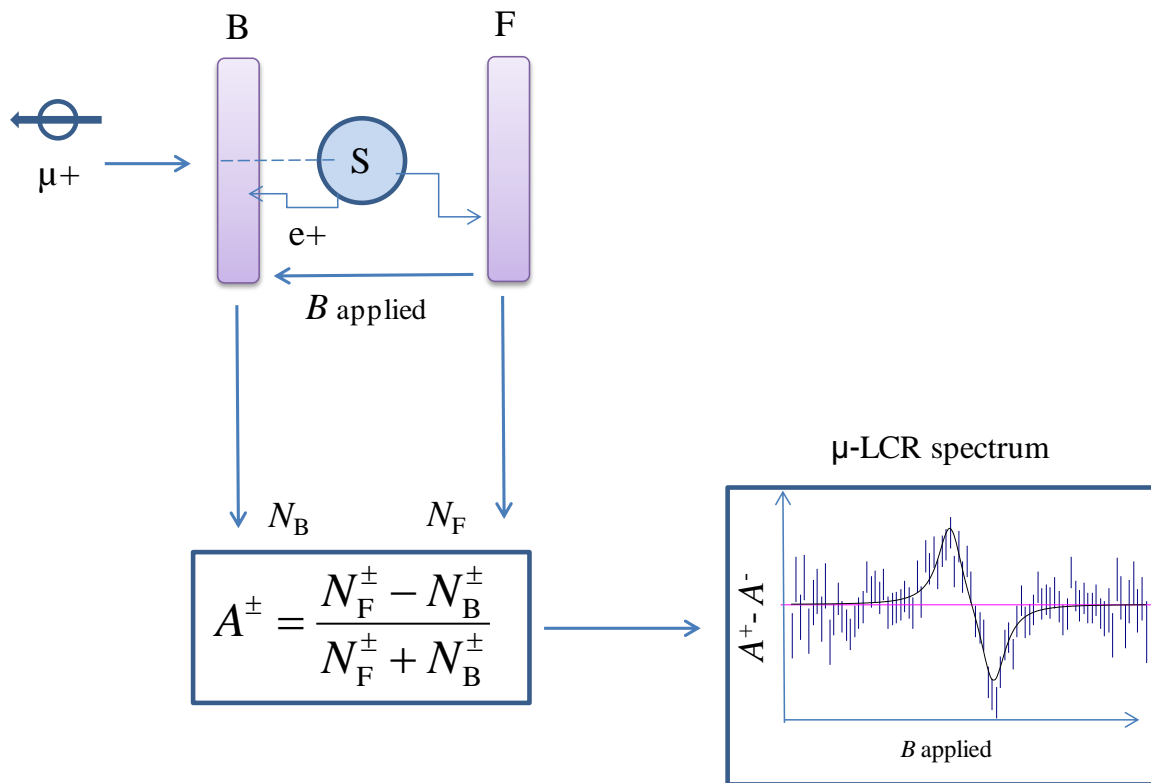 B
F
μ+
S
e+
B applied
N_B
N_F
A^± = (N_F^± - N_B^±) / (N_F^± + N_B^±)
μ-LCR spectrum
A^+- A^-
B applied